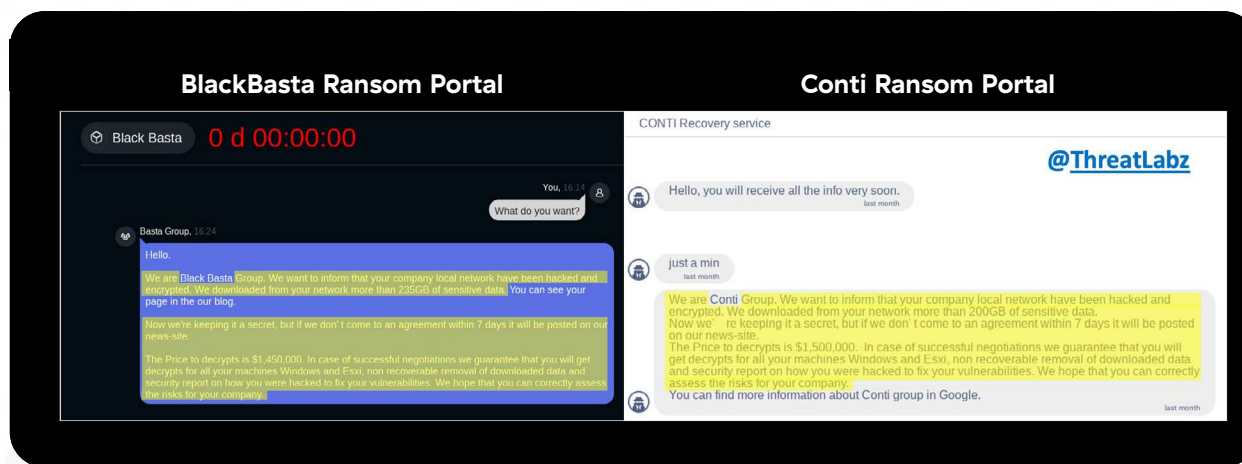 BlackBasta Ransom Portal
Black Basta
0 d 00:00:00
You, 16:14
What do you want?
Basta Group, 16:24
Hello.
We are Black Basta Group. We want to inform that your company local network have been hacked and
encrypted. We downloaded from your network more than 235GB of sensitive data. You can see your
page in the our blog.
Now we're keeping it a secret, but if we don' t come to an agreement within 7 days it will be posted on our
news-site.
The Price to decrypts is $1,450,000. In case of successful negotiations we guarantee that you will get
decrypts for all your machines Windows and Esxi, non recoverable removal of downloaded data and
security report on how you were hacked to fix your vulnerabilities. We hope that you can correctly assess
the risks for your company.
Conti Ransom Portal
CONTI Recovery service
@ThreatLabz
Hello, you will receive all the info very soon.
last month
just a min
last month
We are Conti Group. We want to inform that your company local network have been hacked and
encrypted. We downloaded from your network more than 200GB of sensitive data.
Now we' re keeping it a secret, but if we don' t come to an agreement within 7 days it will be posted
on our news-site.
The Price to decrypts is $1,500,000. In case of successful negotiations we guarantee that you will
get decrypts for all your machines Windows and Esxi, non recoverable removal of downloaded data
and security report on how you were hacked to fix your vulnerabilities. We hope that you can correctly
assess the risks for your company.
You can find more information about Conti group in Google.
last month